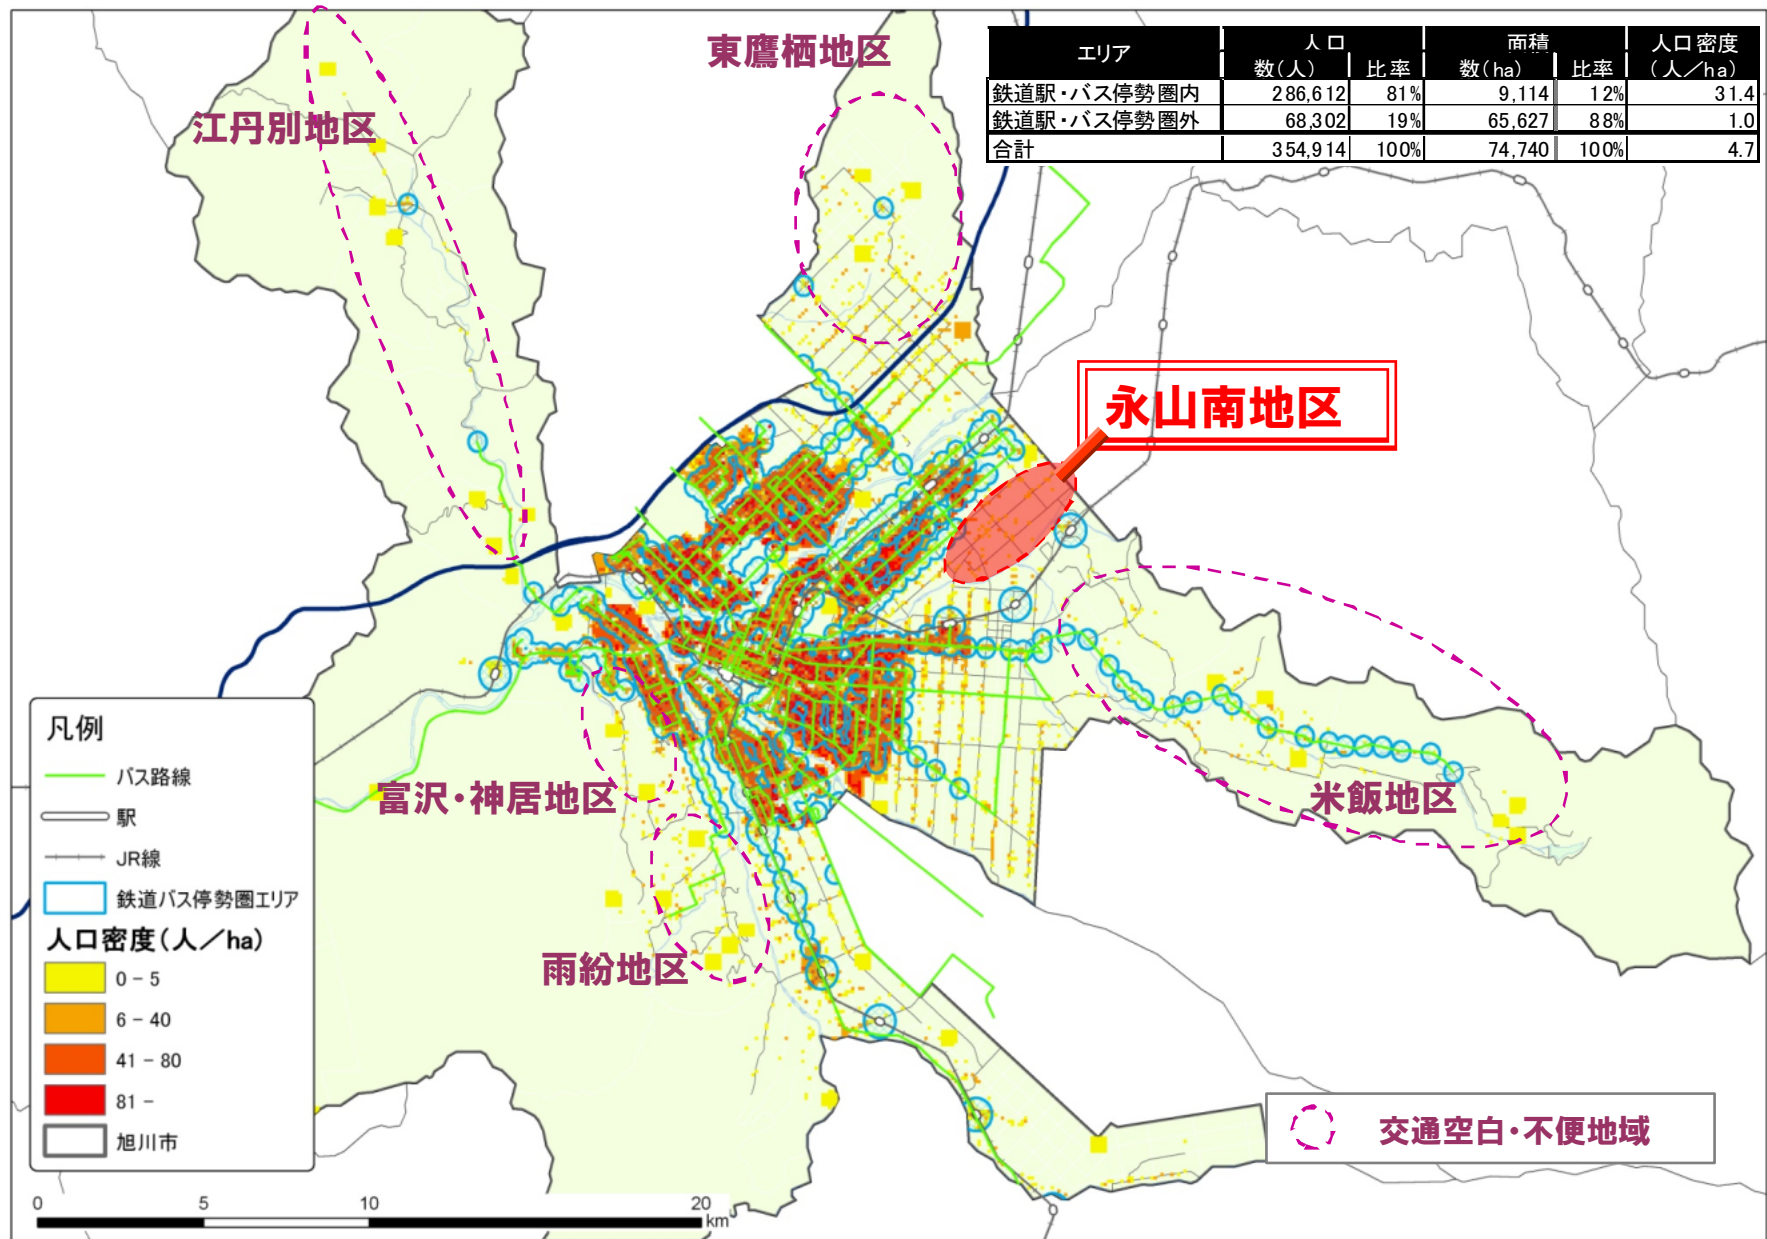 東鷹栖地区
江丹別地区
エリア 人口 面積 人口密度
数(人) 比率 数(ha) 比率 (人/ha)
鉄道駅・バス停勢圏内 286,612 81% 9,114 12% 31.4
鉄道駅・バス停勢圏外 68,302 19% 65,627 88% 1.0
合計 354,914 100% 74,740 100% 4.7
永山南地区
富沢・神居地区
米飯地区
雨紛地区
凡例
バス路線
駅
JR線
鉄道バス停勢圏エリア
人口密度(人/ha)
0 - 5
6 - 40
41 - 80
81 -
旭川市
交通空白・不便地域
0 5 10 20
km